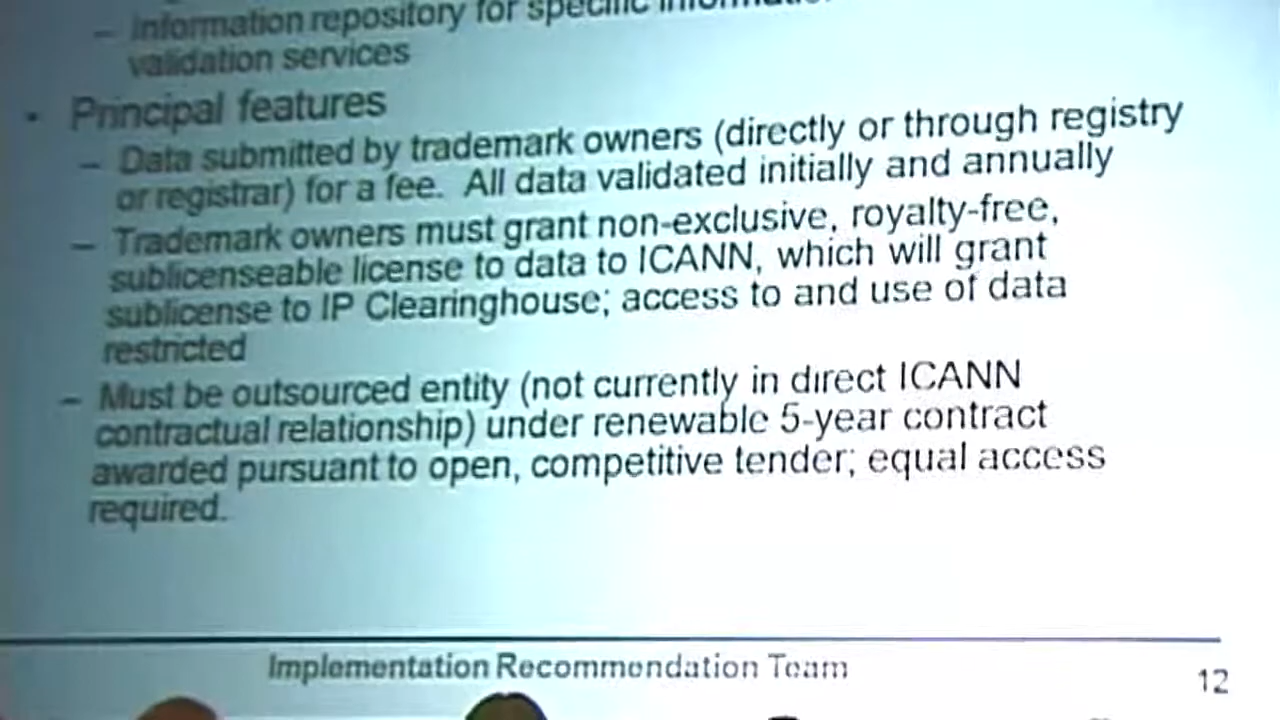 – Information repository for specific
validation services
• Principal features
– Data submitted by trademark owners (directly or through registry
or registrar) for a fee. All data validated initially and annually
– Trademark owners must grant non-exclusive, royalty-free,
sublicenseable license to data to ICANN, which will grant
sublicense to IP Clearinghouse; access to and use of data
restricted
– Must be outsourced entity (not currently in direct ICANN
contractual relationship) under renewable 5-year contract
awarded pursuant to open, competitive tender; equal access
required.
Implementation Recommendation Team
12